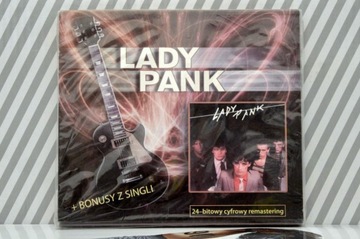 LADY
PANK
LADY
PANK
+ BONUSY Z SINGLI
24-bitowy cyfrowy remastering